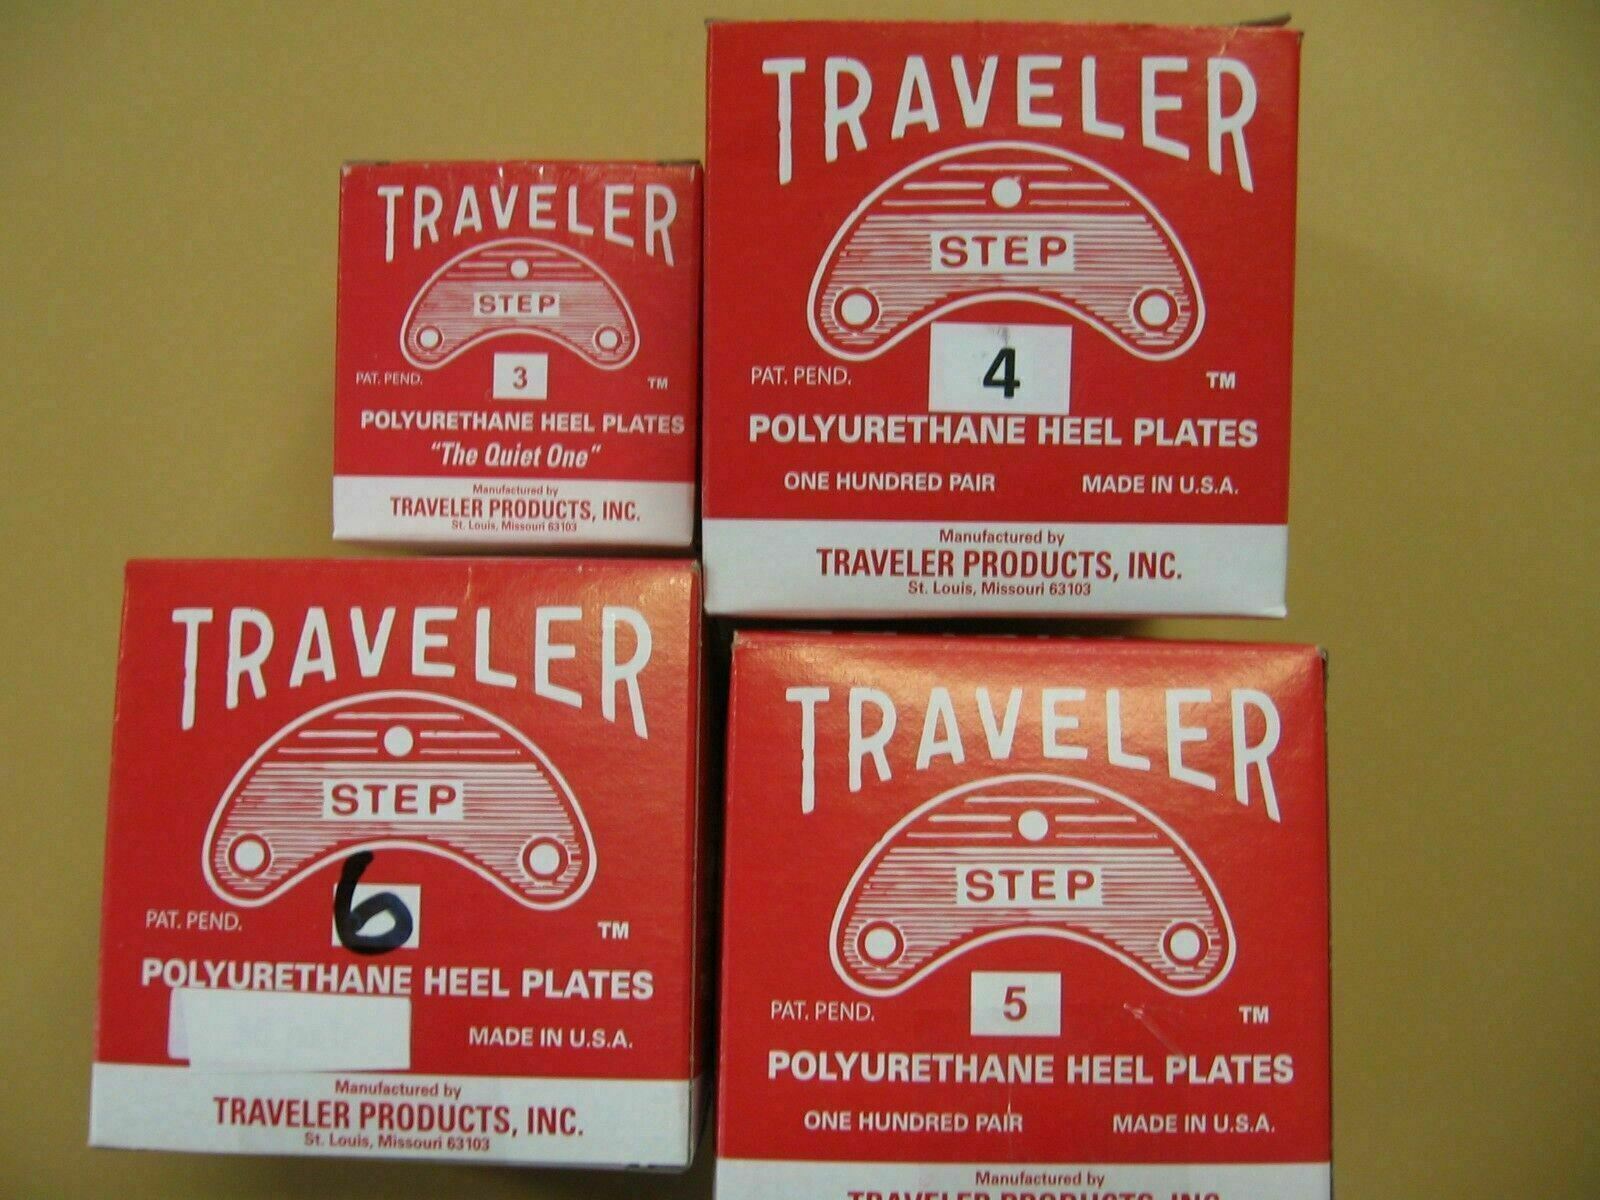 TRAVELER
STEP
3
PAT. PEND.
TM
POLYURETHANE HEEL PLATES
"The Quiet One"
Manufactured by
TRAVELER PRODUCTS, INC.
St. Louis, Missouri 63103
TRAVELER
STEP
4
PAT. PEND.
TM
POLYURETHANE HEEL PLATES
ONE HUNDRED PAIR MADE IN U.S.A.
Manufactured by
TRAVELER PRODUCTS, INC.
St. Louis, Missouri 63103
TRAVELER
STEP
6
PAT. PEND.
TM
POLYURETHANE HEEL PLATES
MADE IN U.S.A.
Manufactured by
TRAVELER PRODUCTS, INC.
St. Louis, Missouri 63103
TRAVELER
STEP
5
PAT. PEND.
TM
POLYURETHANE HEEL PLATES
ONE HUNDRED PAIR MADE IN U.S.A.
Manufactured by
TRAVELER PRODUCTS, INC.